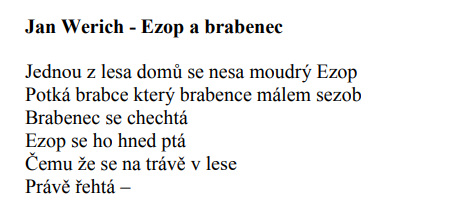 Jan Werich - Ezop a brabenec
Jednou z lesa domů se nesa moudrý Ezop
Potká brabce který brabence málem sezob
Brabenec se chechtá
Ezop se ho hned ptá
Čemu že se na trávě v lese
Právě řehtá –